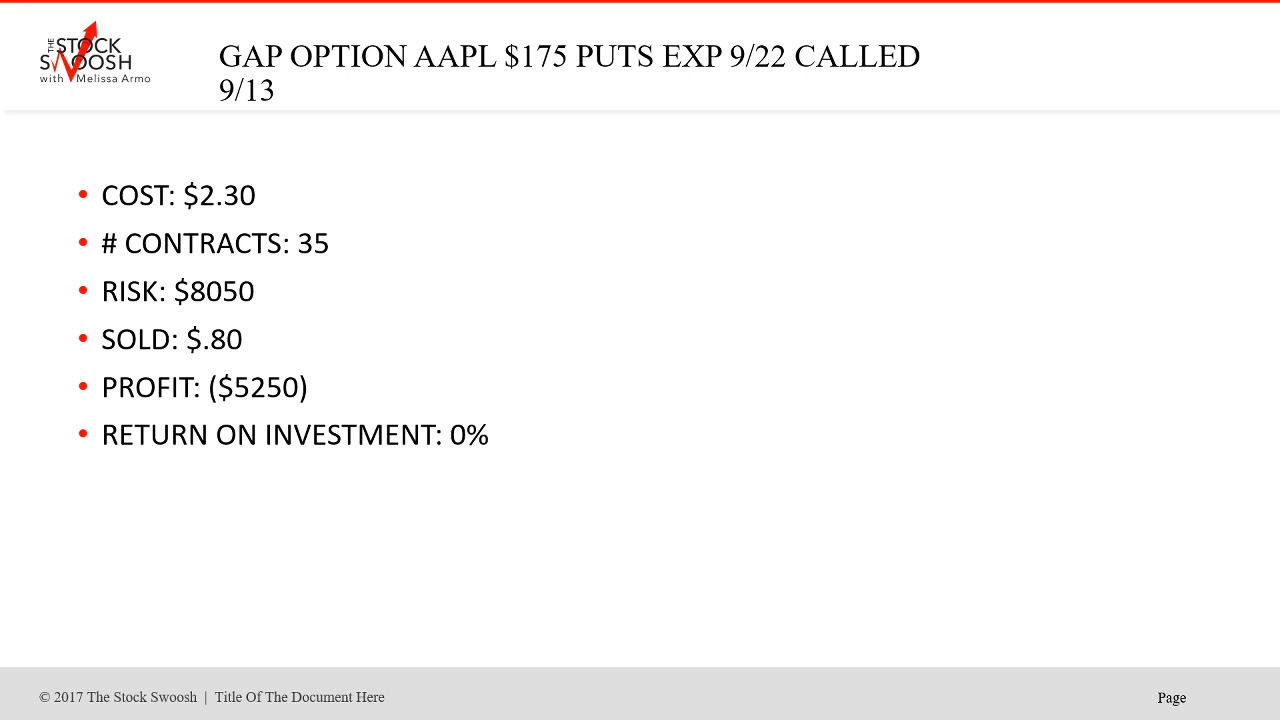 THE STOCK
SWOOSH
with Melissa Armo
GAP OPTION AAPL $175 PUTS EXP 9/22 CALLED
9/13
• COST: $2.30
• # CONTRACTS: 35
• RISK: $8050
• SOLD: $.80
• PROFIT: ($5250)
• RETURN ON INVESTMENT: 0%
© 2017 The Stock Swoosh | Title Of The Document Here
Page